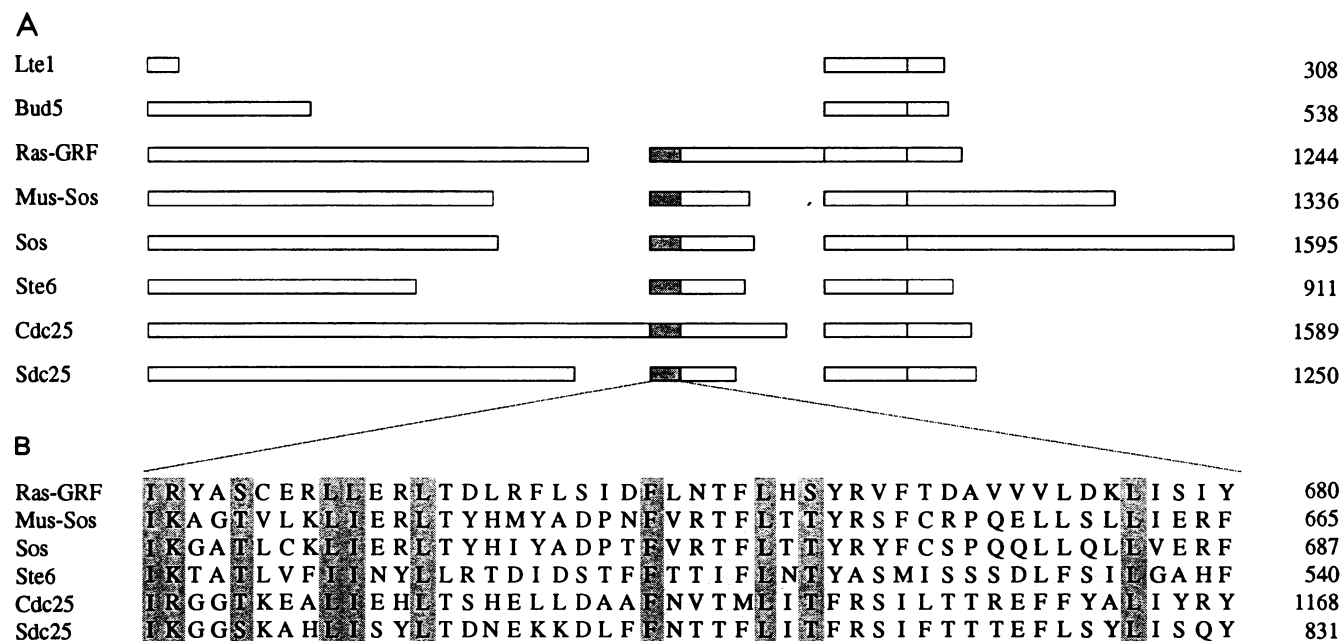 A
Lte1 308
Bud5 538
Ras-GRF 1244
Mus-Sos 1336
Sos 1595
Ste6 911
Cdc25 1589
Sdc25 1250
B
Ras-GRF I R Y A S C E R L L E R L T D L R F L S I D F L N T F L H S Y R V F T D A V V V L D K L I S I Y 680
Mus-Sos I K A G T V L K L I E R L T Y H M Y A D P N F V R T F L T T Y R S F C R P Q E L L S L L I E R F 665
Sos I K G A T L C K L I E R L T Y H I Y A D P T F V R T F L T T Y R Y F C S P Q Q L L Q L L V E R F 687
Ste6 I K T A T L V F I I N Y L L R T D I D S T F F T T I F L N T Y A S M I S S S D L F S I L G A H F 540
Cdc25 I R G G T K E A L I E H L T S H E L L D A A F N V T M L I T F R S I L T T R E F F Y A L I Y R Y 1168
Sdc25 I K G G S K A H L I S Y L T D N E K K D L F F N T T F L I T F R S I F T T T E F L S Y L I S Q Y 831